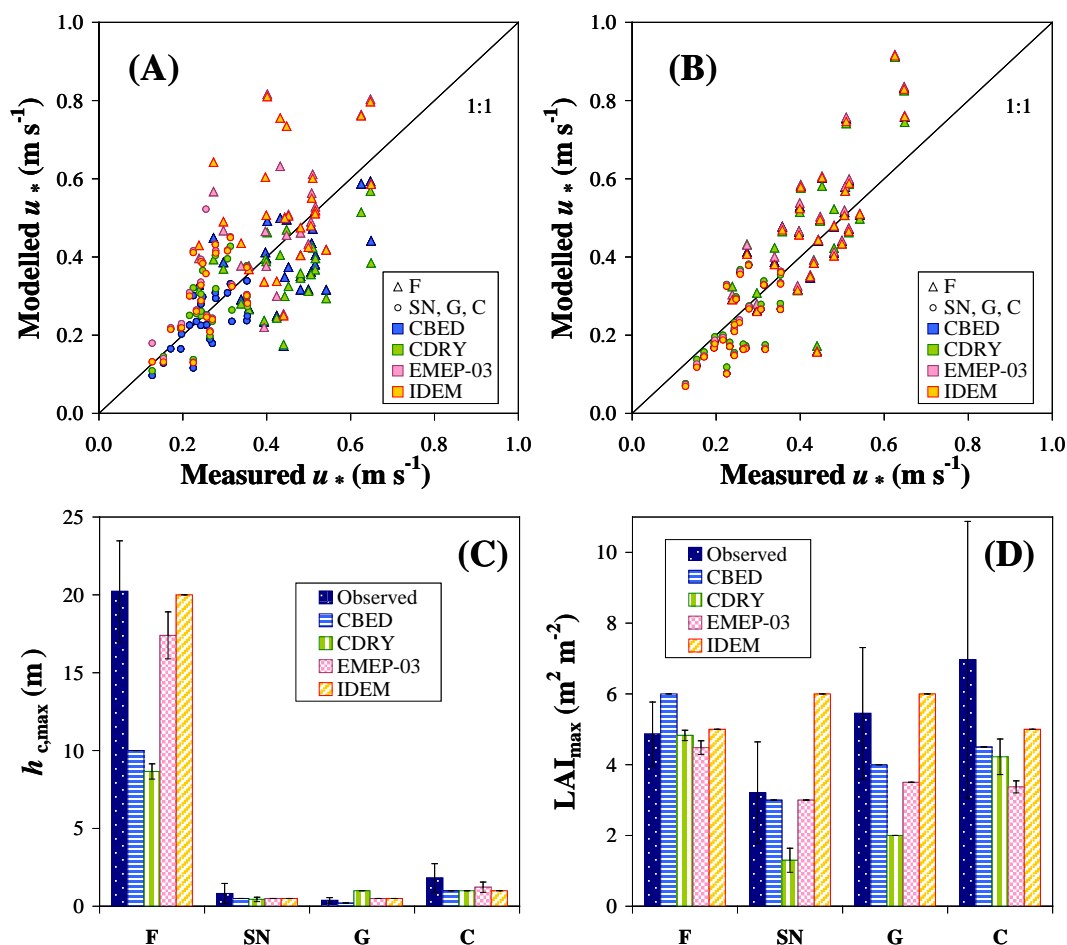 (A)
1.0
0.8
0.6
0.4
0.2
0.0
Modelled u * (m s-1)
1:1
F
SN, G, C
CBED
CDRY
EMEP-03
IDEM
0.0 0.2 0.4 0.6 0.8 1.0
Measured u * (m s-1)
(B)
1.0
0.8
0.6
0.4
0.2
0.0
Modelled u * (m s-1)
1:1
F
SN, G, C
CBED
CDRY
EMEP-03
IDEM
0.0 0.2 0.4 0.6 0.8 1.0
Measured u * (m s-1)
(C)
25
20
15
10
5
0
h c,max (m)
Observed
CBED
CDRY
EMEP-03
IDEM
F SN G C
(D)
10
8
6
4
2
0
LAImax (m2 m-2)
Observed
CBED
CDRY
EMEP-03
IDEM
F SN G C